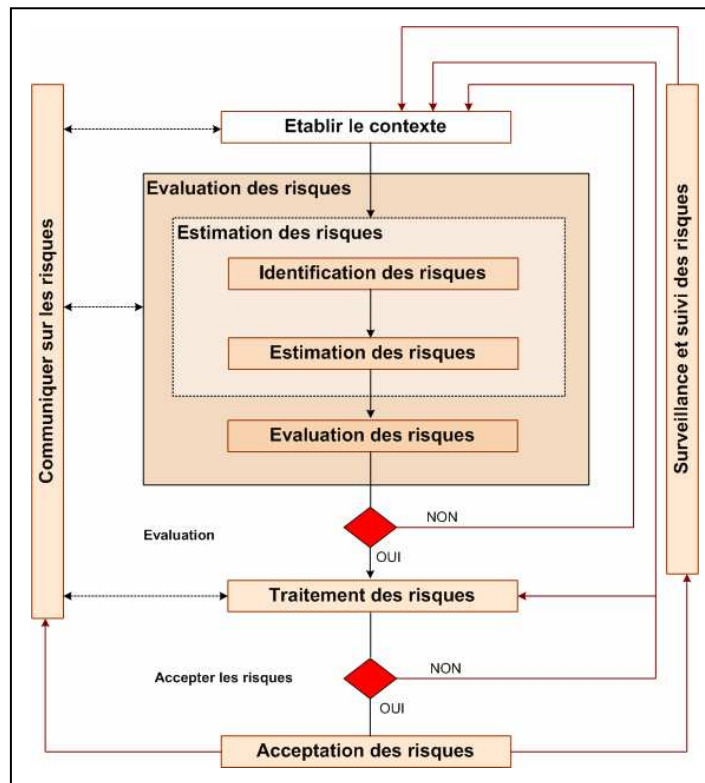 Etablir le contexte
Evaluation des risques
Estimation des risques
Identification des risques
Estimation des risques
Evaluation des risques
Evaluation
NON
OUI
Traitement des risques
Accepter les risques
NON
OUI
Acceptation des risques
Communiquer sur les risques
Surveillance et suivi des risques